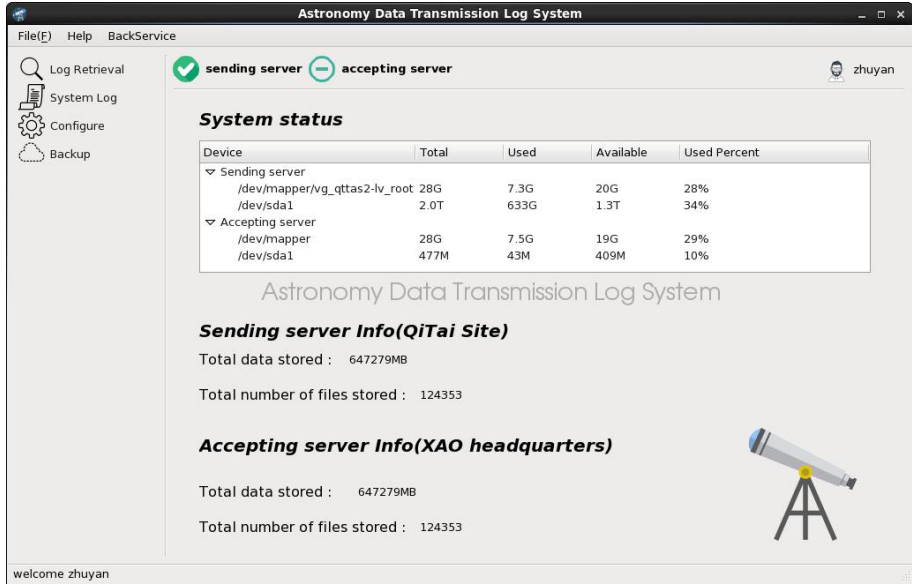 Astronomy Data Transmission Log System
File(F) Help BackService
Log Retrieval
System Log
Configure
Backup
sending server accepting server
zhuyan
System status
Device Total Used Available Used Percent
Sending server
/dev/mapper/vg_qttas2-lv_root 28G 7.3G 20G 28%
/dev/sda1 2.0T 633G 1.3T 34%
Accepting server
/dev/mapper 28G 7.5G 19G 29%
/dev/sda1 477M 43M 409M 10%
Astronomy Data Transmission Log System
Sending server Info(QiTai Site)
Total data stored : 647279MB
Total number of files stored : 124353
Accepting server Info(XAO headquarters)
Total data stored : 647279MB
Total number of files stored : 124353
welcome zhuyan